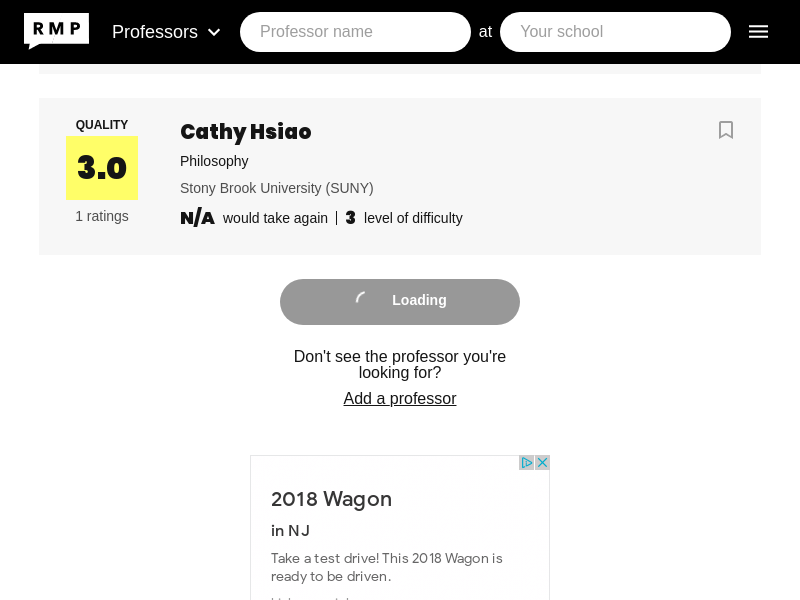 RMP
Professors
Professor name
at
Your school
QUALITY
3.0
1 ratings
Cathy Hsiao
Philosophy
Stony Brook University (SUNY)
N/A would take again | 3 level of difficulty
Loading
Don't see the professor you're
looking for?
Add a professor
2018 Wagon
in NJ
Take a test drive! This 2018 Wagon is
ready to be driven.